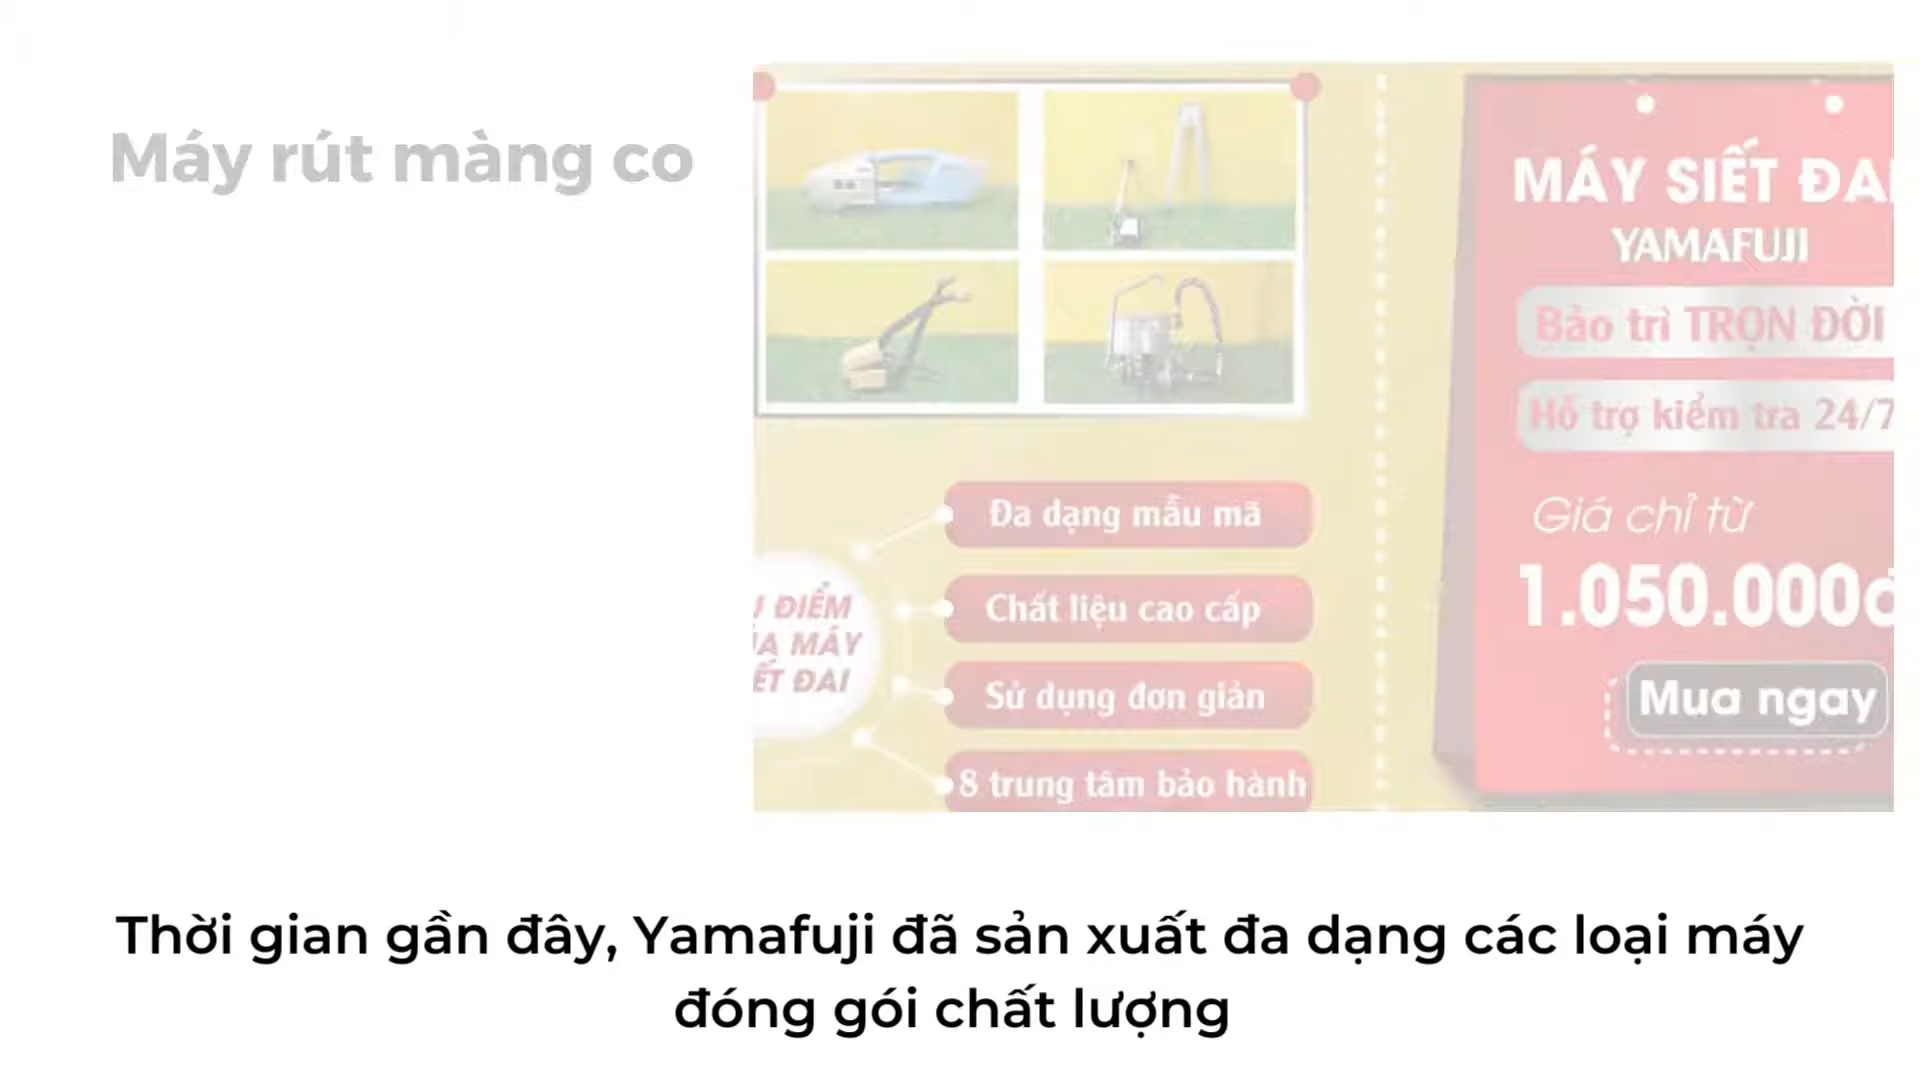 Máy rút màng co
MÁY SIẾT ĐAI
YAMAFUJI
Bảo trì TRỌN ĐỜI
Hỗ trợ kiểm tra 24/7
Giá chỉ từ
1.050.000đ
Mua ngay
Đa dạng mẫu mã
Chất liệu cao cấp
Sử dụng đơn giản
8 trung tâm bảo hành
ĐIỂM
MÁY
ĐAI
Thời gian gần đây, Yamafuji đã sản xuất đa dạng các loại máy
đóng gói chất lượng